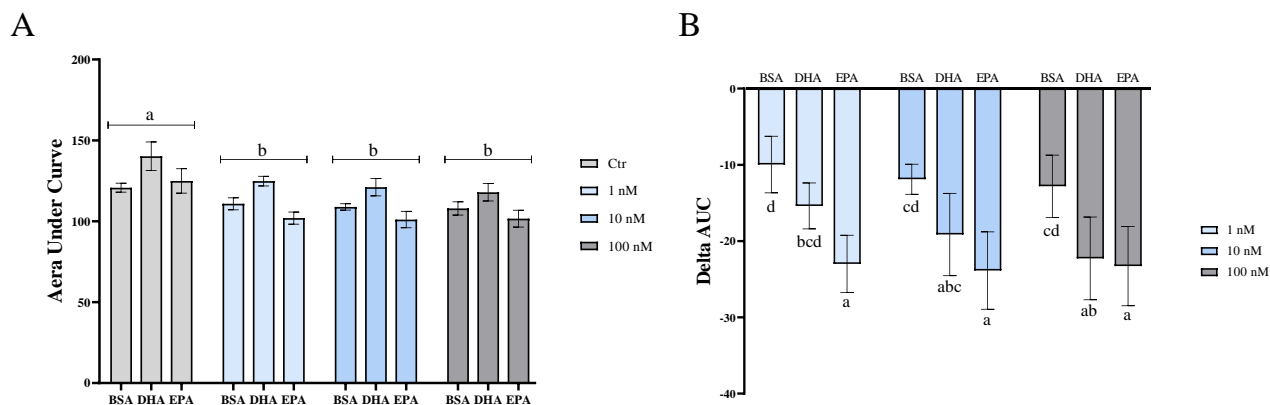 A
Aera Under Curve
200
150
100
50
0
a
b
b
b
BSA DHA EPA
BSA DHA EPA
BSA DHA EPA
BSA DHA EPA
Ctr
1 nM
10 nM
100 nM
B
Delta AUC
BSA DHA EPA
BSA DHA EPA
BSA DHA EPA
0
-10
-20
-30
-40
d
bcd
a
cd
abc
a
cd
ab
a
1 nM
10 nM
100 nM